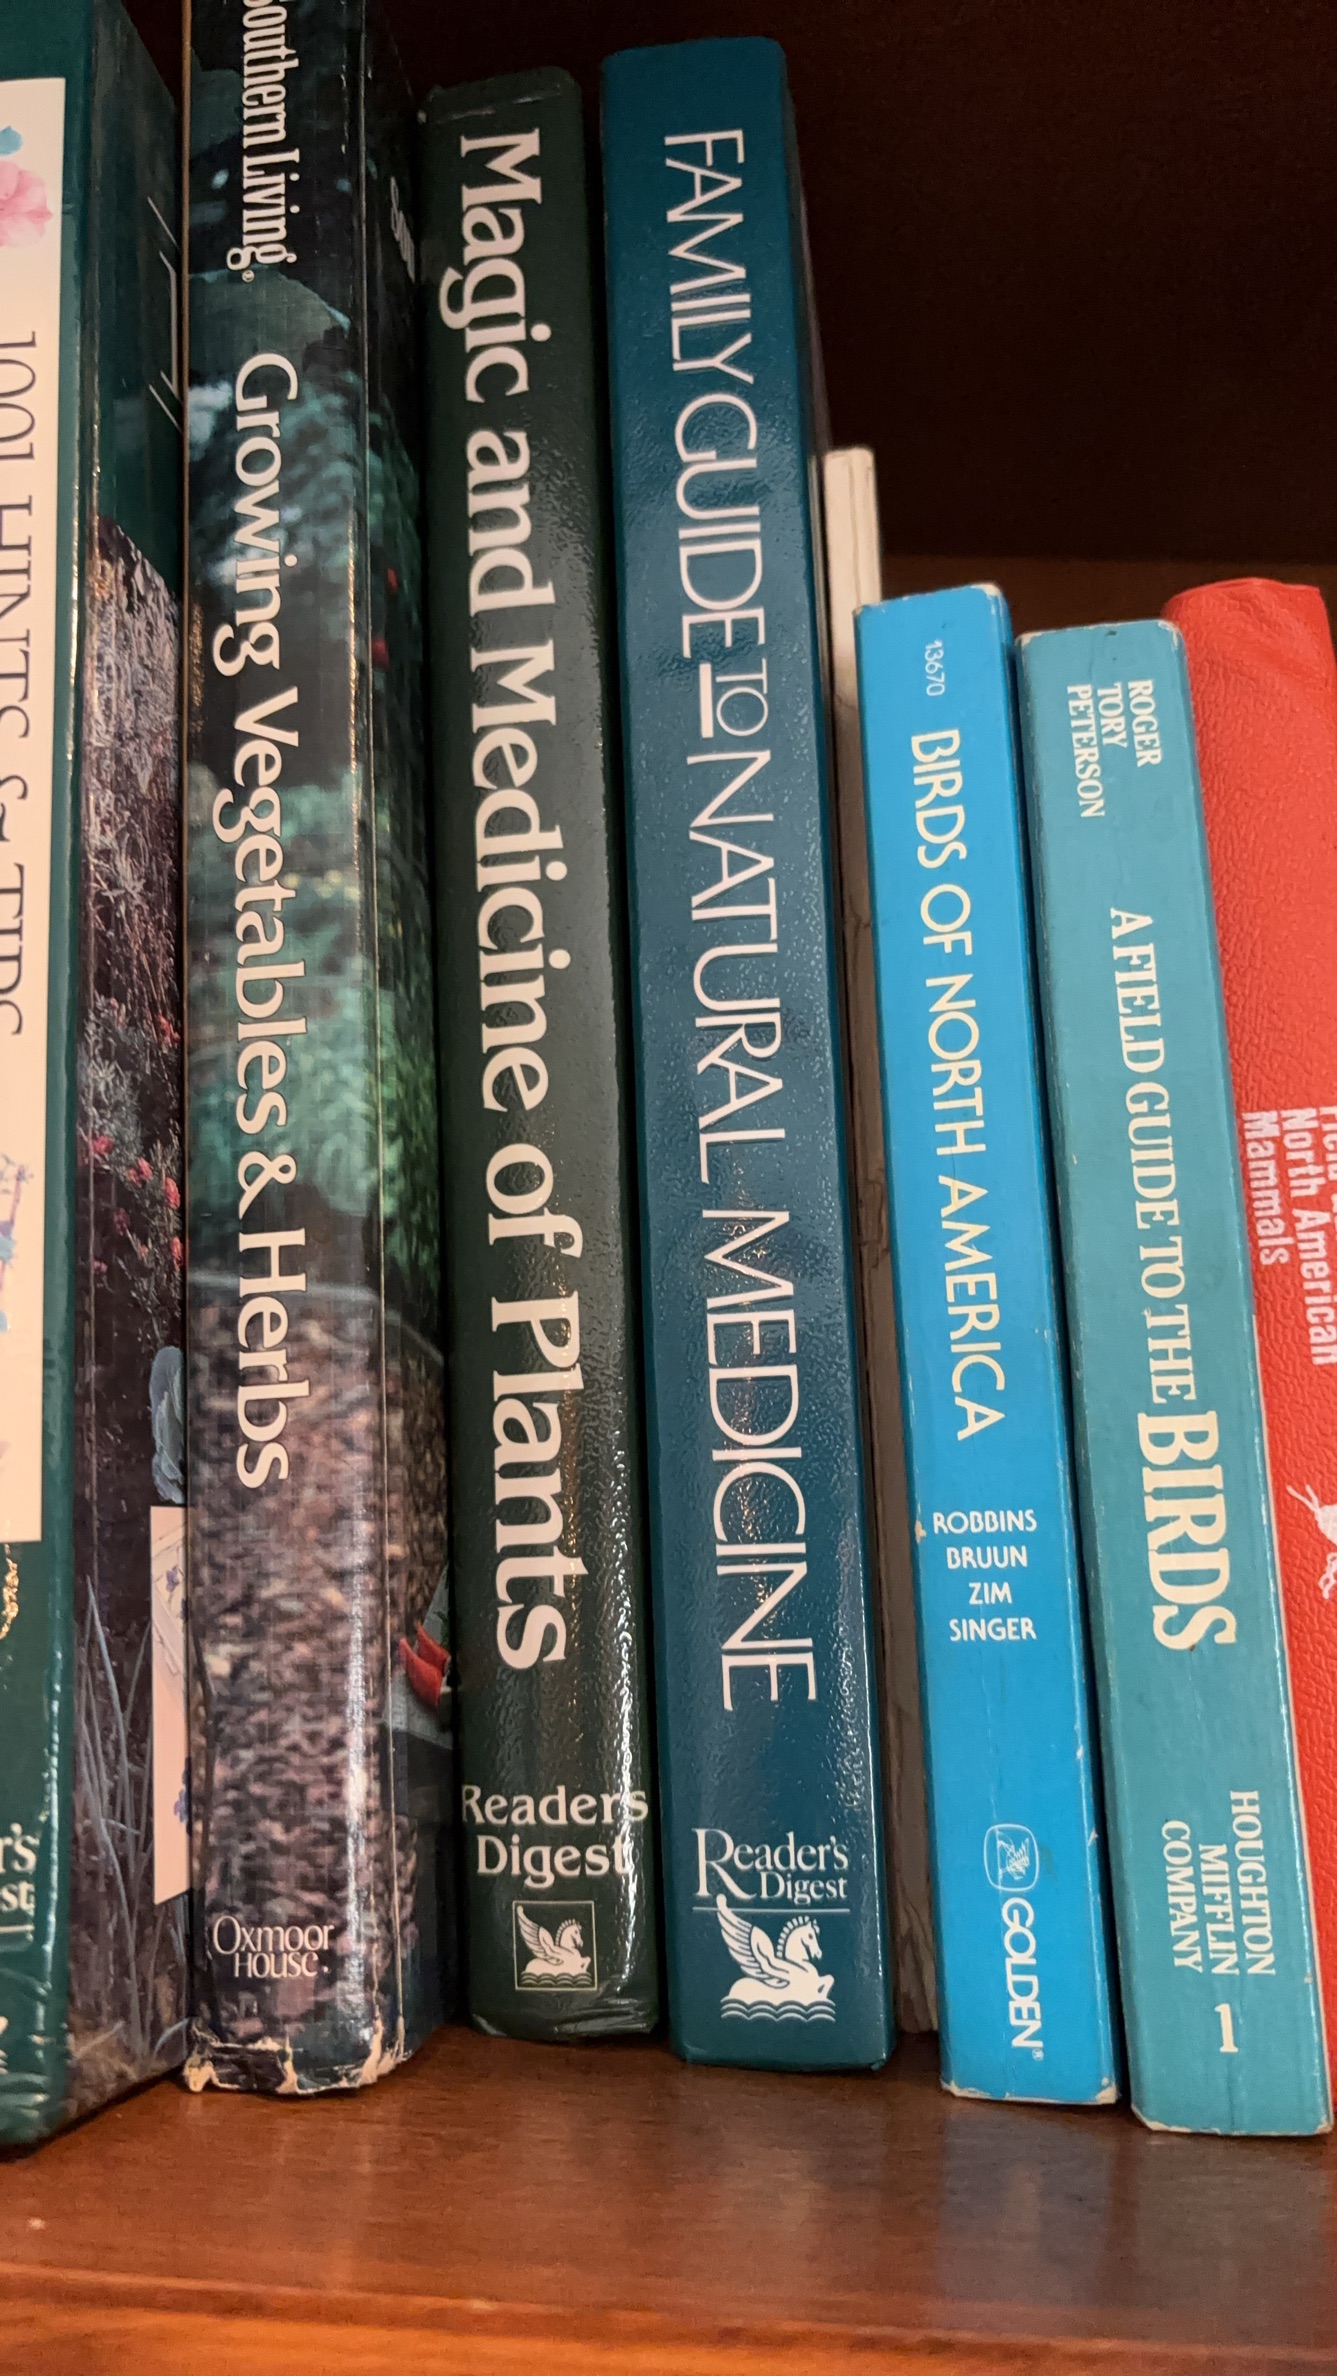 1001 HINTS & TIPS
Southern Living®
Growing Vegetables & Herbs
Oxmoor
HOUSE®
Magic and Medicine of Plants
Readers
Digest
FAMILY GUIDE TO NATURAL MEDICINE
Reader's
Digest
13670
BIRDS OF NORTH AMERICA
ROBBINS
BRUUN
ZIM
SINGER
GOLDEN®
ROGER
TORY
PETERSON
A FIELD GUIDE TO THE BIRDS
HOUGHTON
MIFFLIN
COMPANY
1
North American
Mammals